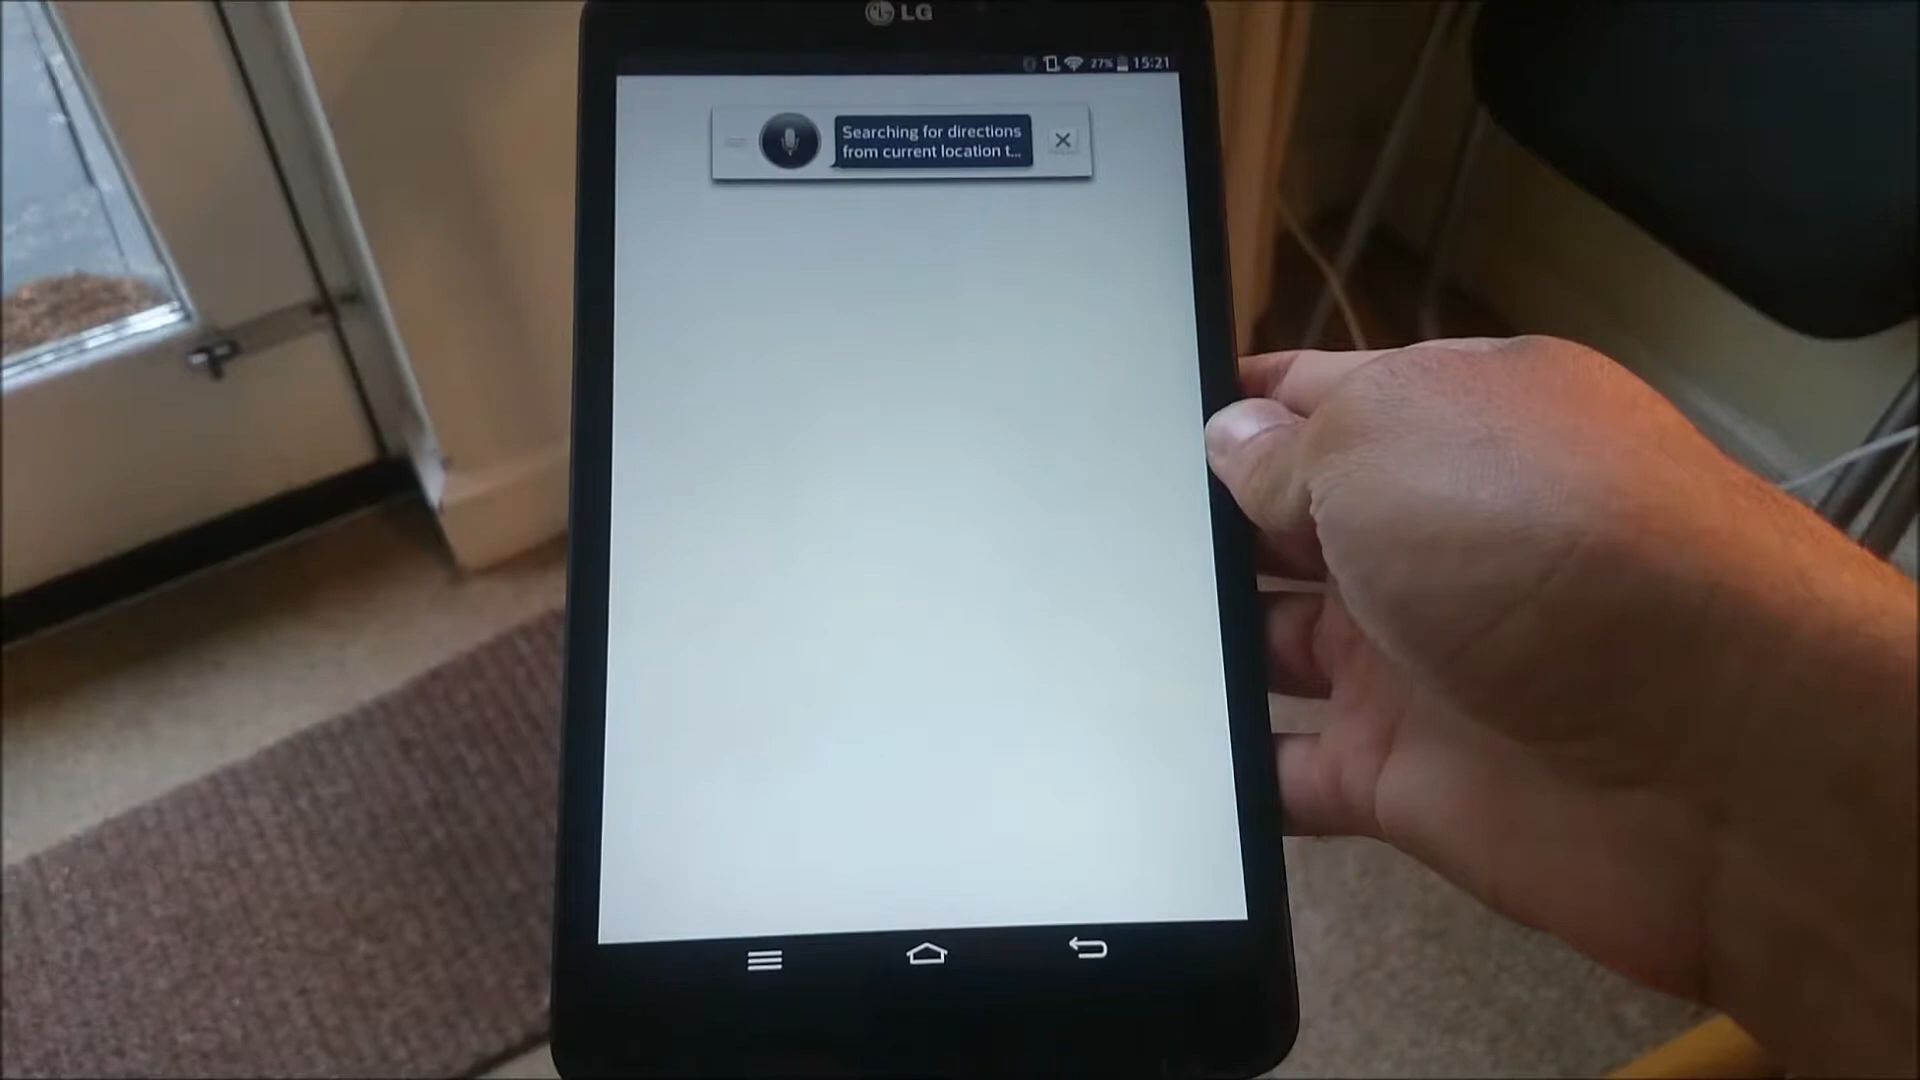 LG
27% 15:21
Searching for directions
from current location t...